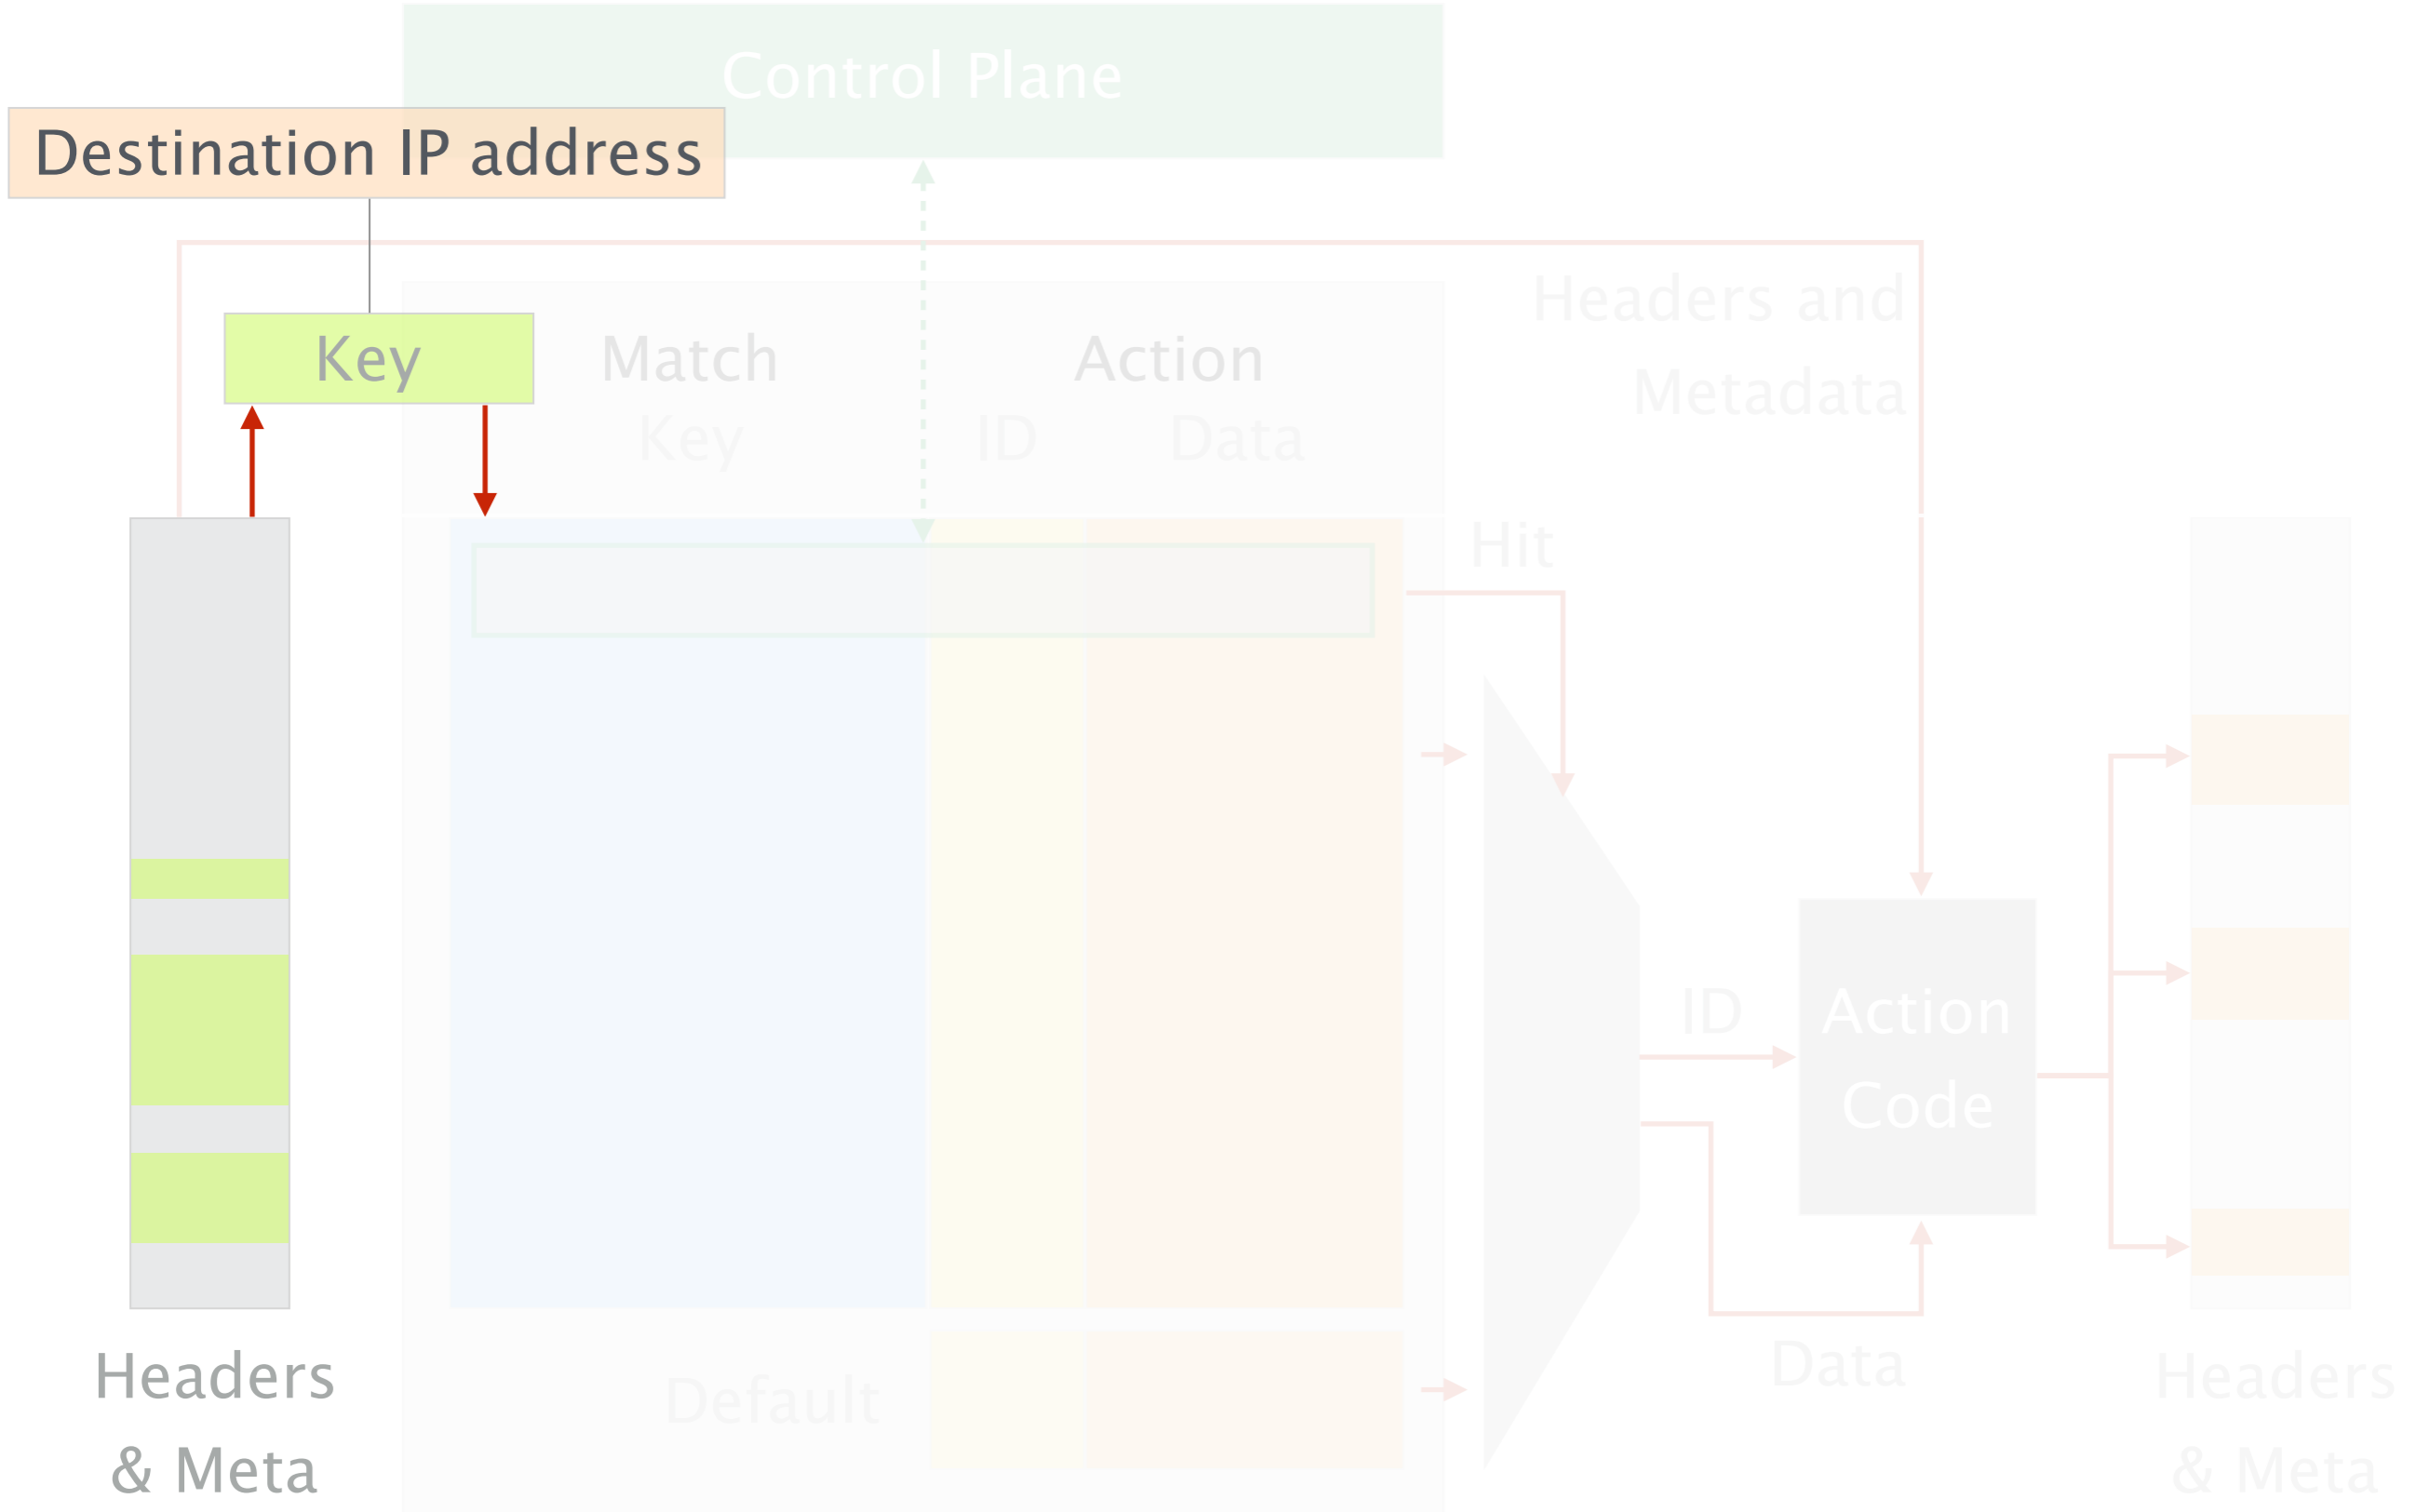 Control Plane
Destination IP address
Headers and
Metadata
Key
Match
Action
Key
ID
Data
Hit
ID
Action
Code
Data
Default
Headers
& Meta
Headers
& Meta